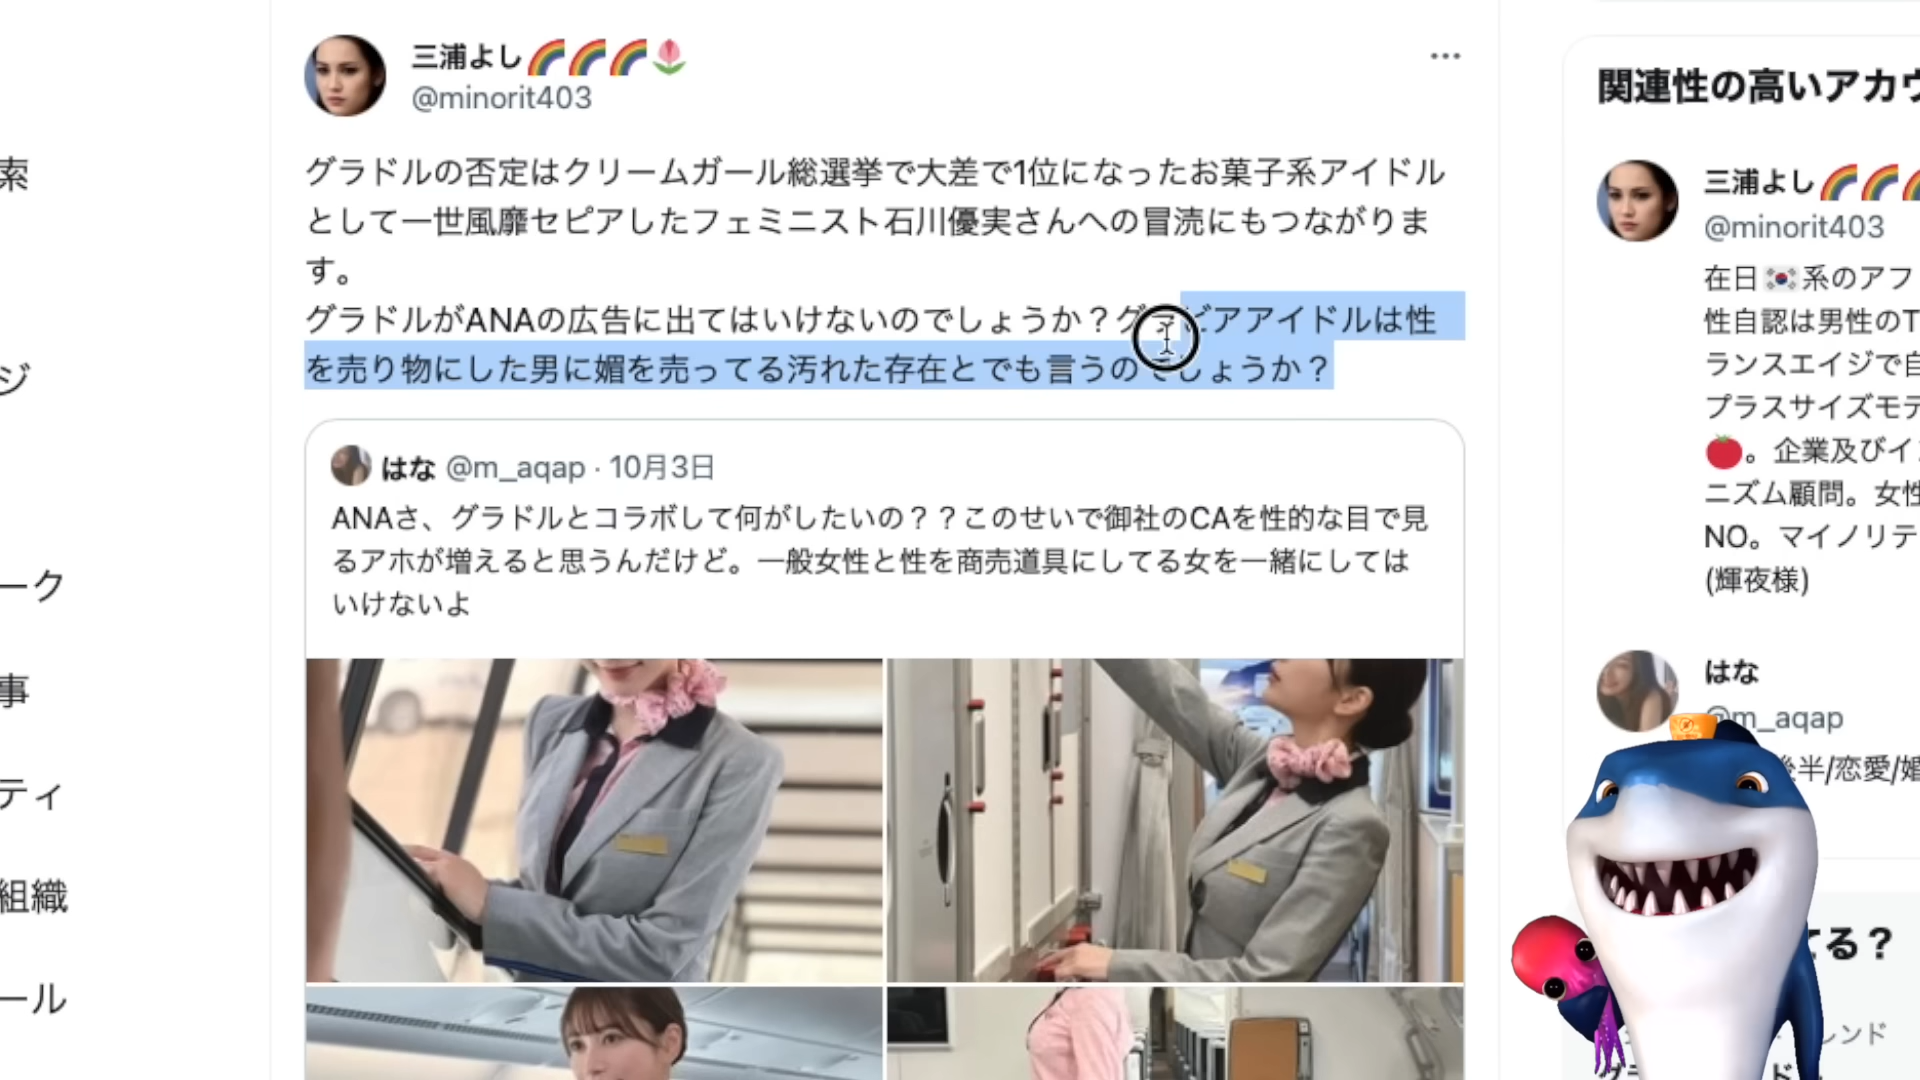 索
ジ
ーク
事
ティ
組織
ール
三浦よし🌈🌈🌈🌷
@minorit403
グラドルの否定はクリームガール総選挙で大差で1位になったお菓子系アイドル
として一世風靡セピアしたフェミニスト石川優実さんへの冒涜にもつながりま
す。
グラドルがANAの広告に出てはいけないのでしょうか？グラビアアイドルは性
を売り物にした男に媚を売ってる汚れた存在とでも言うのでしょうか？
はな @m_aqap · 10月3日
ANAさ、グラドルとコラボして何がしたいの？？このせいで御社のCAを性的な目で見
るアホが増えると思うんだけど。一般女性と性を商売道具にしてる女を一緒にしては
いけないよ
関連性の高いアカウ
三浦よし🌈🌈🌈
@minorit403
在日🇰🇷系のアフ
性自認は男性のT
ランスエイジで自
プラスサイズモデ
🍅。企業及びイン
ニズム顧問。女性
NO。マイノリテ
(輝夜様)
はな
@m_aqap
後半/恋愛/婚
てる？
レンド